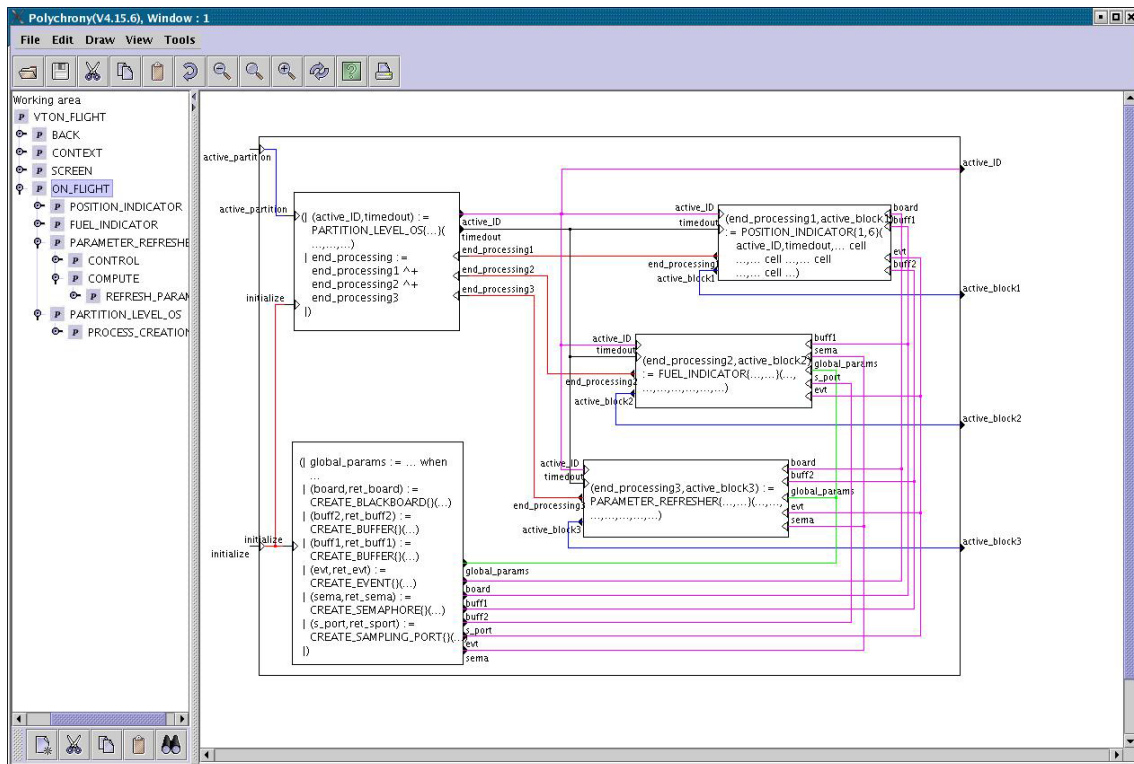 Polychrony(V4.15.6), Window : 1
File Edit Draw View Tools
Working area
P VTON_FLIGHT
P BACK
P CONTEXT
P SCREEN
P ON_FLIGHT
P POSITION_INDICATOR
P FUEL_INDICATOR
P PARAMETER_REFRESHE
P CONTROL
P COMPUTE
P REFRESH_PARAM
P PARTITION_LEVEL_OS
P PROCESS_CREATION
active_partition
active_partition
initialize
(| (active_ID,timedout) :=
PARTITION_LEVEL_OS{...}(
...,...,...)
| end_processing :=
end_processing1 ^+
end_processing2 ^+
end_processing3
|)
active_ID
timedout
end_processing1
end_processing2
end_processing3
active_ID
timedout
end_processing1
active_block1
(end_processing1,active_block1)
:= POSITION_INDICATOR{1,6}(
active_ID,timedout,... cell
...,... cell ...,... cell
...,... cell ...)
board
buff1
evt
buff2
active_ID
active_block1
active_ID
timedout
end_processing2
active_block2
(end_processing2,active_block2)
:= FUEL_INDICATOR{...,...}(...,
...,...,...,...,...,...)
buff1
sema
global_params
s_port
evt
active_block2
active_ID
timedout
end_processing3
active_block3
(end_processing3,active_block3) :=
PARAMETER_REFRESHER{...,...}(...,...,
...,...,...,...,...)
board
buff2
global_params
evt
sema
active_block3
initialize
initialize
(| global_params := ... when
...
| (board,ret_board) :=
CREATE_BLACKBOARD{}(...)
| (buff2,ret_buff2) :=
CREATE_BUFFER{}(...)
| (buff1,ret_buff1) :=
CREATE_BUFFER{}(...)
| (evt,ret_evt) :=
CREATE_EVENT{}(...)
| (sema,ret_sema) :=
CREATE_SEMAPHORE{}(...)
| (s_port,ret_sport) :=
CREATE_SAMPLING_PORT{}(...
|)
global_params
board
buff1
buff2
s_port
evt
sema